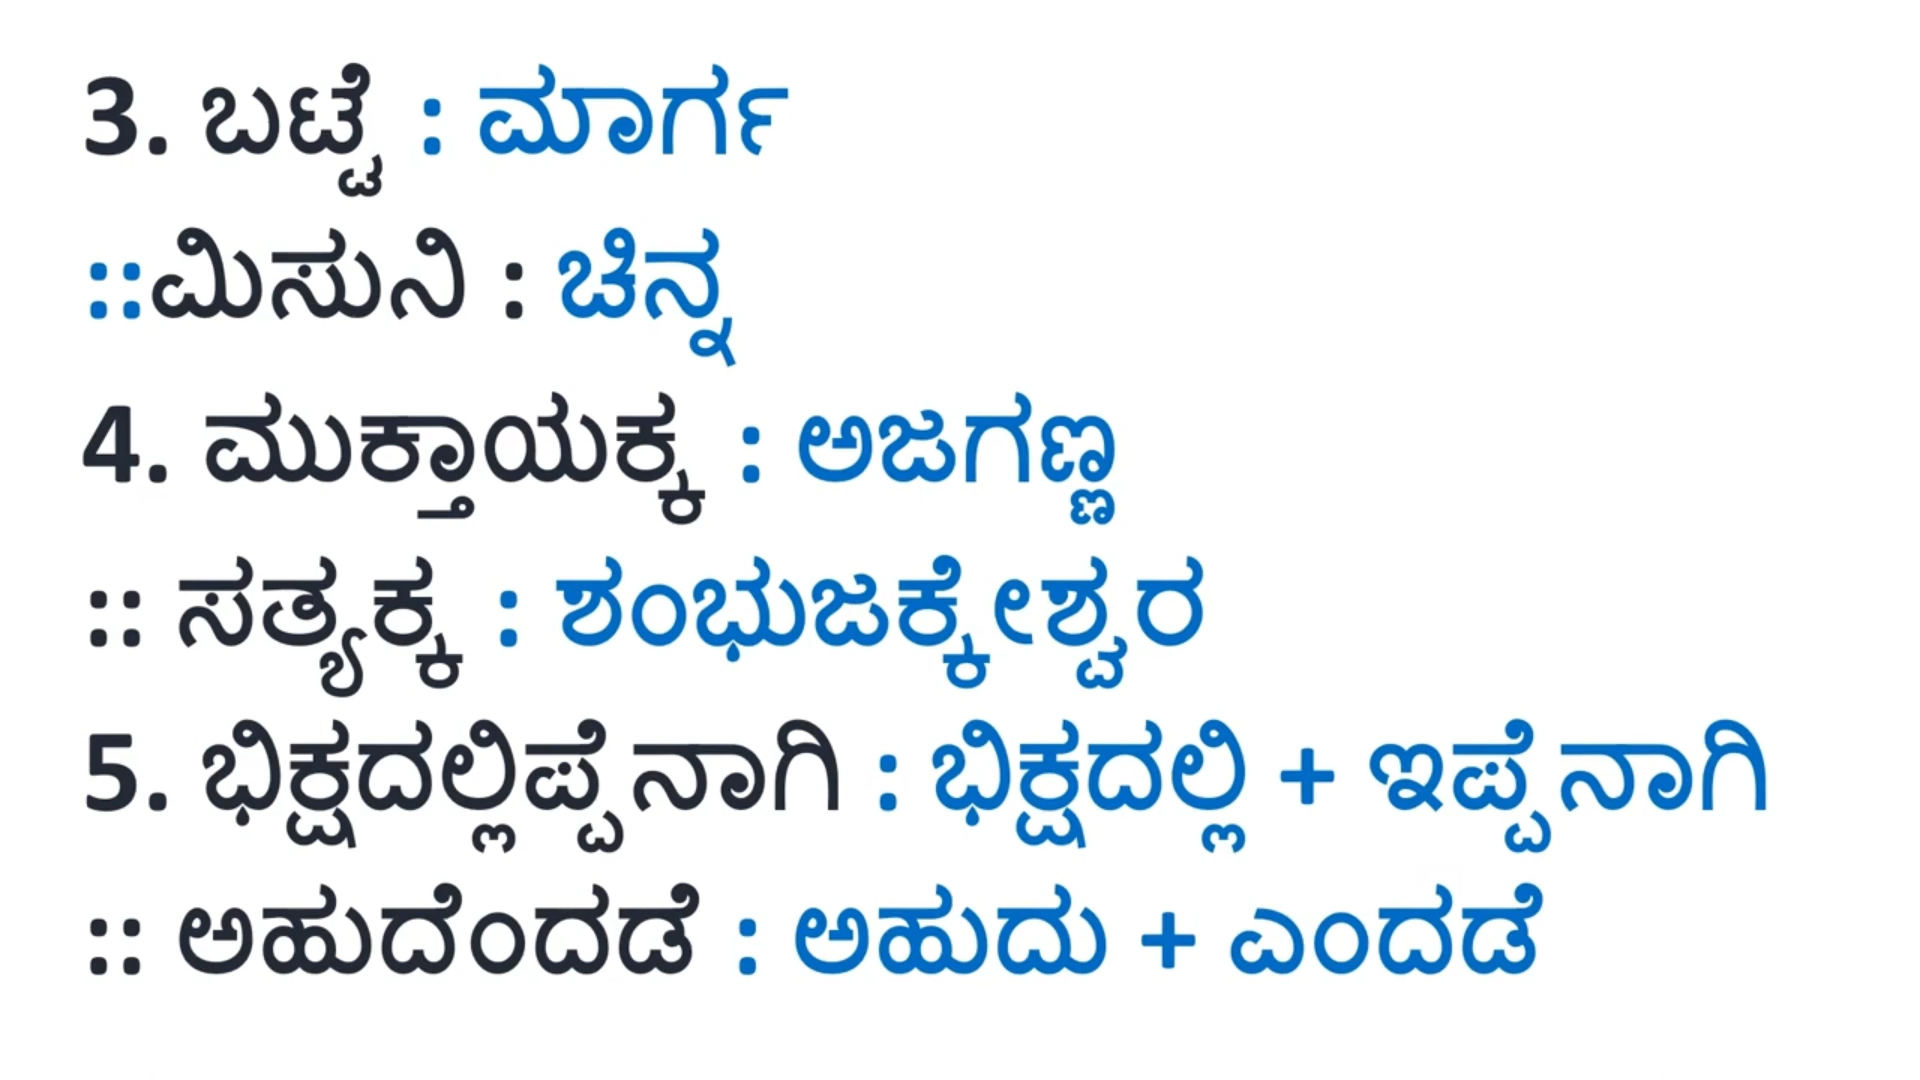 3. ಬಟ್ಟೆ : ಮಾರ್ಗ
::ಮಿಸುನಿ : ಚಿನ್ನ
4. ಮುಕ್ತಾಯಕ್ಕ : ಅಜಗಣ್ಣ
:: ಸತ್ಯಕ್ಕ : ಶಂಭುಜಕ್ಕೇಶ್ವರ
5. ಭಿಕ್ಷದಲ್ಲಿಪ್ಪೆನಾಗಿ : ಭಿಕ್ಷದಲ್ಲಿ + ಇಪ್ಪೆನಾಗಿ
:: ಅಹುದೆಂದಡೆ : ಅಹುದು + ಎಂದಡೆ